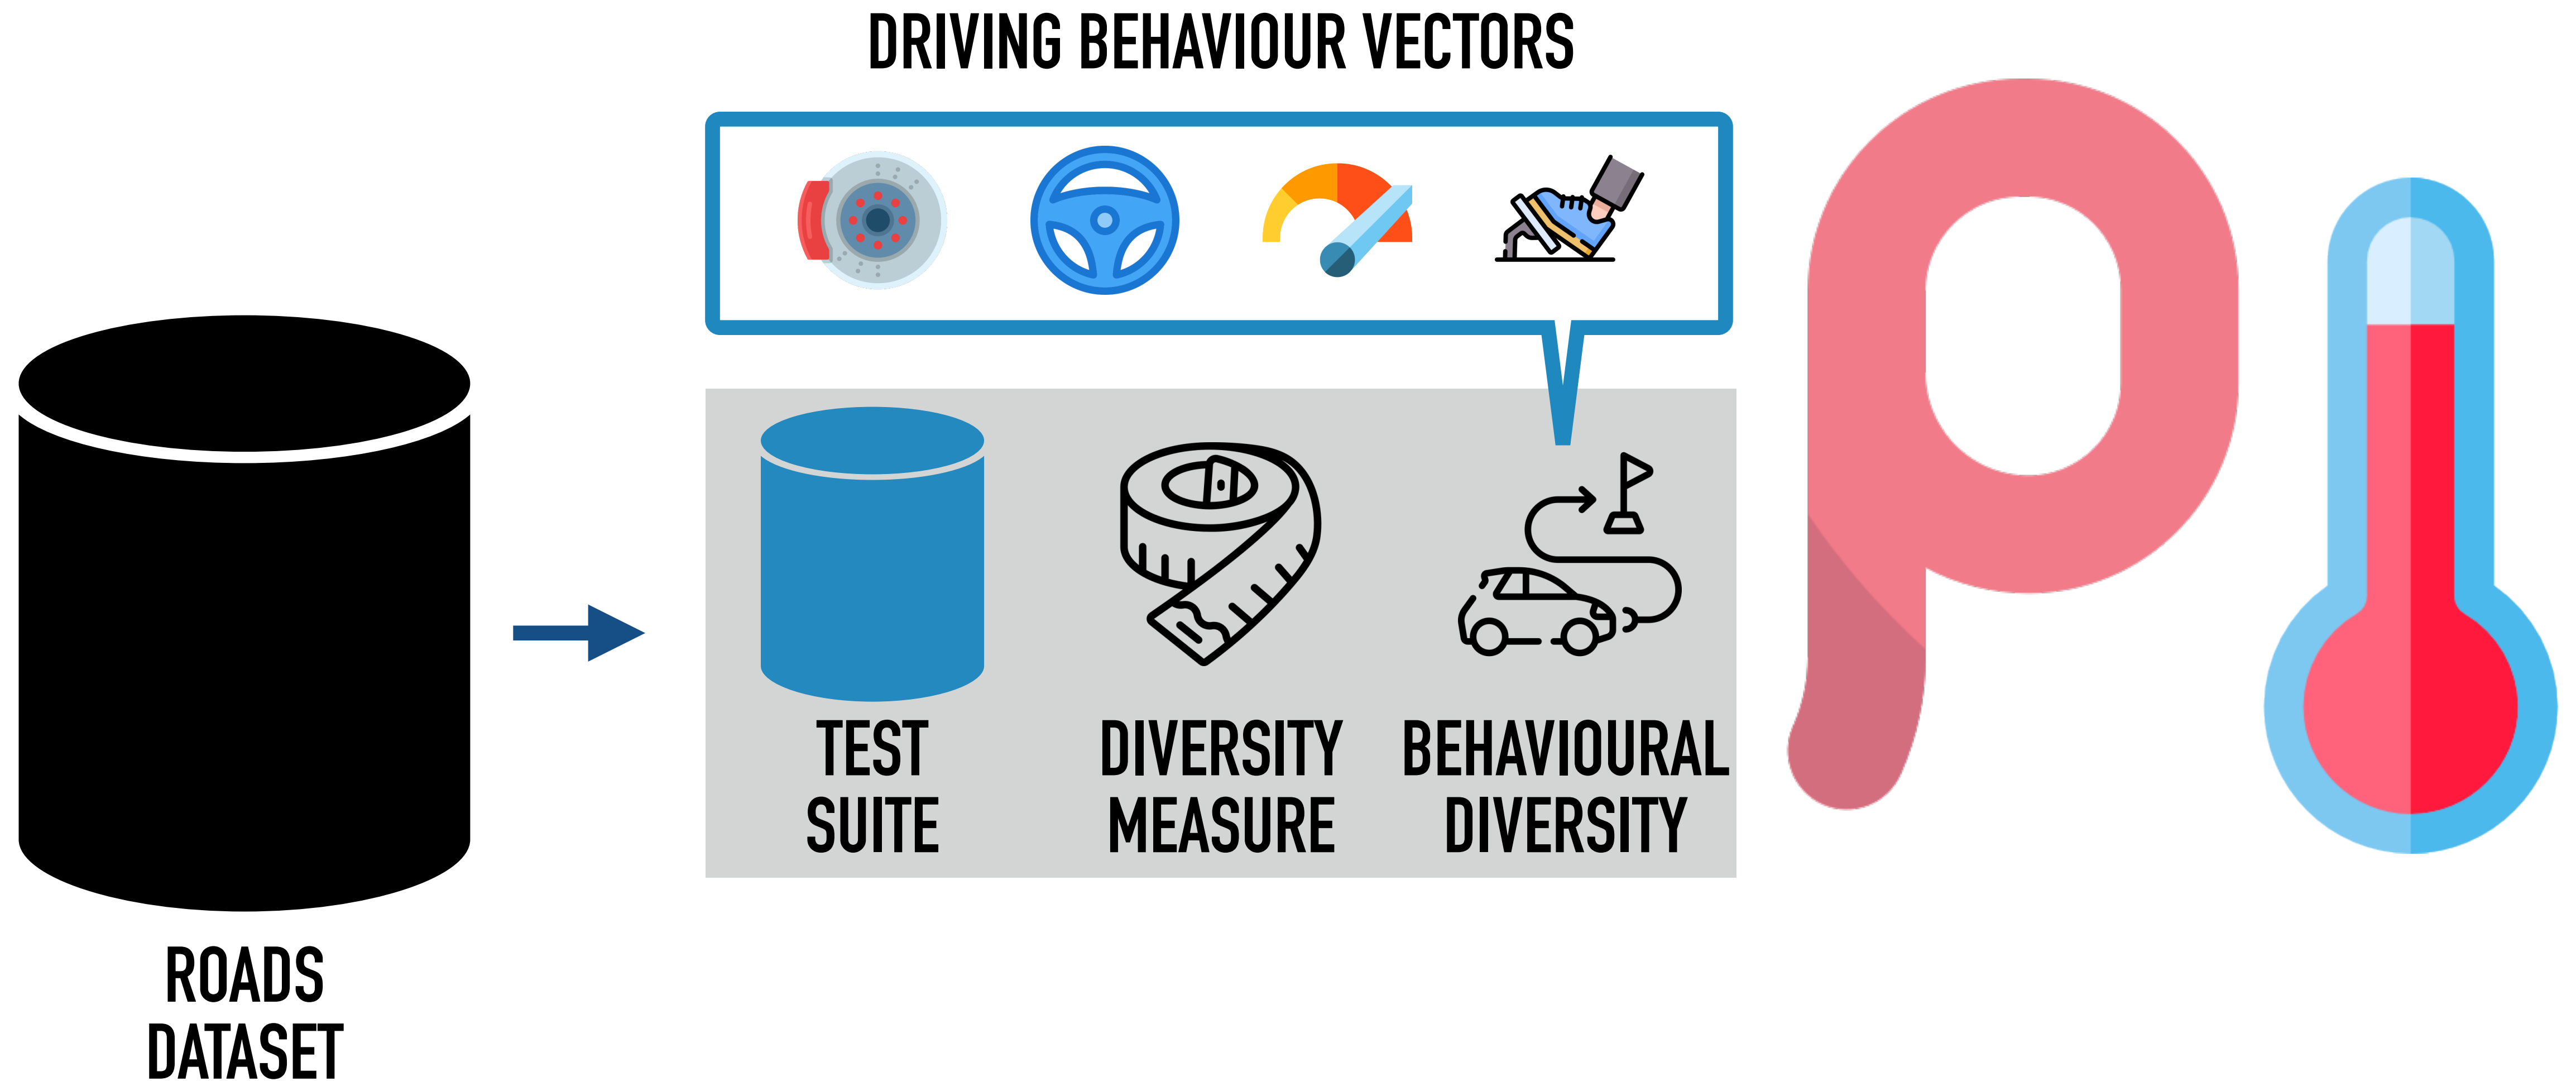 DRIVING BEHAVIOUR VECTORS
TEST
SUITE
DIVERSITY
MEASURE
BEHAVIOURAL
DIVERSITY
ρ
ROADS
DATASET